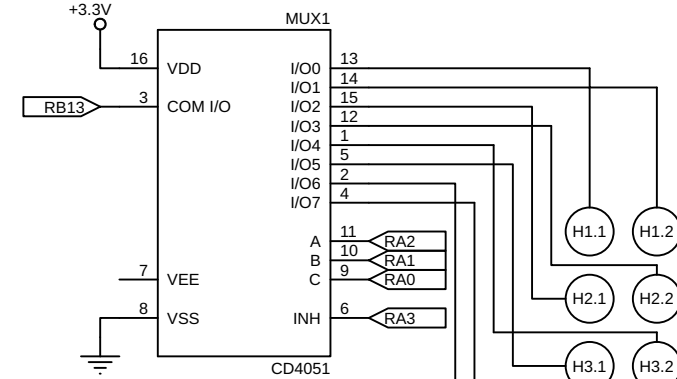 +3.3V
MUX1
16 VDD I/O0 13
I/O1 14
RB13 3 COM I/O I/O2 15
I/O3 12
I/O4 1
I/O5 5
I/O6 2
I/O7 4
H1.1 H1.2
A 11 RA2
B 10 RA1
7 VEE C 9 RA0
H2.1 H2.2
8 VSS INH 6 RA3
CD4051
H3.1 H3.2